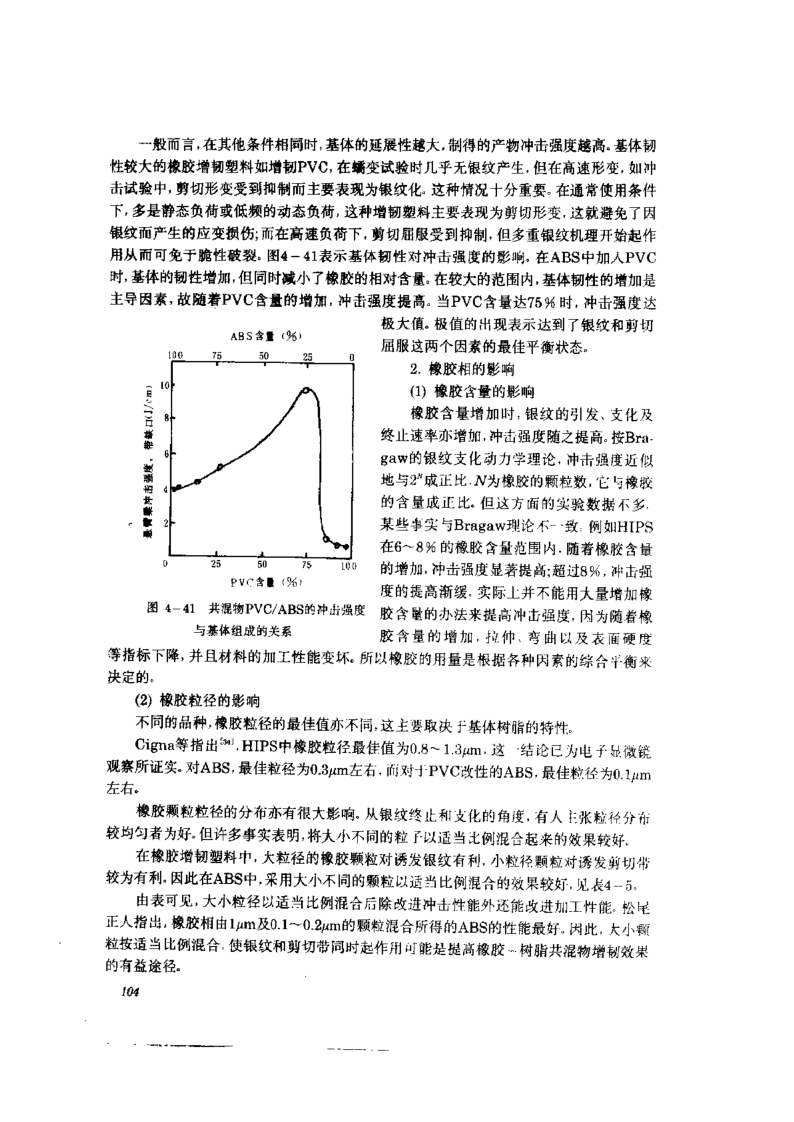 一般而言,在其他条件相同时,基体的延展性越大,制得的产物冲击强度越高。基体韧
性较大的橡胶增韧塑料如增韧PVC,在蠕变试验时几乎无银纹产生,但在高速形变,如冲
击试验中,剪切形变受到抑制而主要表现为银纹化。这种情况十分重要。在通常使用条件
下,多是静态负荷或低频的动态负荷,这种增韧塑料主要表现为剪切形变,这就避免了因
银纹而产生的应变损伤;而在高速负荷下,剪切屈服受到抑制,但多重银纹机理开始起作
用从而可免于脆性破裂。图4-41表示基体韧性对冲击强度的影响。在ABS中加入PVC
时,基体的韧性增加,但同时减小了橡胶的相对含量。在较大的范围内,基体韧性的增加是
主导因素,故随着PVC含量的增加,冲击强度提高。当PVC含量达75%时,冲击强度达
极大值。极值的出现表示达到了银纹和剪切
屈服这两个因素的最佳平衡状态。
2. 橡胶相的影响
(1) 橡胶含量的影响
橡胶含量增加时,银纹的引发、支化及
终止速率亦增加,冲击强度随之提高。按Bra-
gaw的银纹支化动力学理论,冲击强度近似
地与2ⁿ成正比,N为橡胶的颗粒数,它与橡胶
的含量成正比。但这方面的实验数据不多,
某些事实与Bragaw理论不一致,例如HIPS
在6~8%的橡胶含量范围内,随着橡胶含量
的增加,冲击强度显著提高;超过8%,冲击强
度的提高渐缓,实际上并不能用大量增加橡
胶含量的办法来提高冲击强度,因为随着橡
胶含量的增加,拉伸、弯曲以及表面硬度
ABS含量(%)
100 75 50 25 0
悬臂梁冲击强度、带缺口(J/cm)
10
8
6
4
2
0 25 50 75 100
PVC含量(%)
图 4-41 共混物PVC/ABS的冲击强度
与基体组成的关系
等指标下降,并且材料的加工性能变坏。所以橡胶的用量是根据各种因素的综合平衡来
决定的。
(2) 橡胶粒径的影响
不同的品种,橡胶粒径的最佳值亦不同,这主要取决于基体树脂的特性。
Cigna等指出[34],HIPS中橡胶粒径最佳值为0.8~1.3μm,这一结论已为电子显微镜
观察所证实。对ABS,最佳粒径为0.3μm左右,而对于PVC改性的ABS,最佳粒径为0.1μm
左右。
橡胶颗粒粒径的分布亦有很大影响。从银纹终止和支化的角度,有人主张粒径分布
较均匀者为好。但许多事实表明,将大小不同的粒子以适当比例混合起来的效果较好。
在橡胶增韧塑料中,大粒径的橡胶颗粒对诱发银纹有利,小粒径颗粒对诱发剪切带
较为有利。因此在ABS中,采用大小不同的颗粒以适当比例混合的效果较好,见表4-5。
由表可见,大小粒径以适当比例混合后除改进冲击性能外还能改进加工性能。松尾
正人指出,橡胶相由1μm及0.1~0.2μm的颗粒混合所得的ABS的性能最好。因此,大小颗
粒按适当比例混合,使银纹和剪切带同时起作用可能是提高橡胶-树脂共混物增韧效果
的有益途径。
104